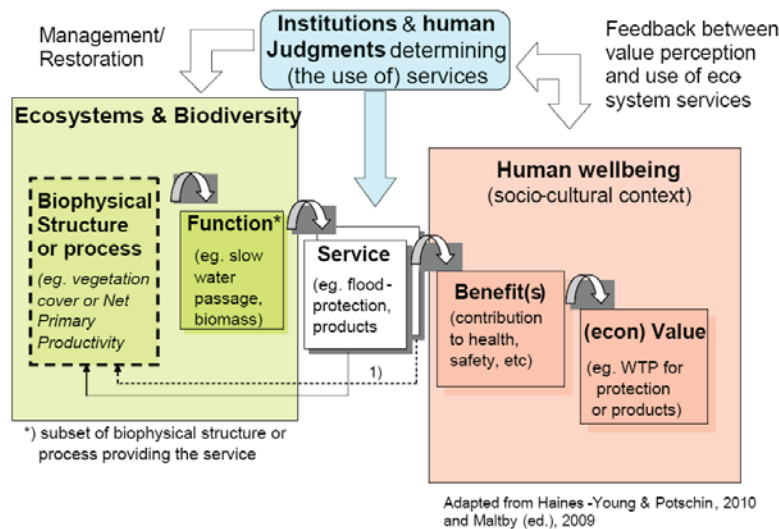 Institutions & human
Judgments determining
(the use of) services
Management/
Restoration
Feedback between
value perception
and use of eco-
system services
Ecosystems & Biodiversity
Biophysical
Structure
or process
(eg. vegetation
cover or Net
Primary
Productivity)
Function*
(eg. slow
water
passage,
biomass)
Service
(eg. flood-
protection,
products
1)
Human wellbeing
(socio-cultural context)
Benefit(s)
(contribution
to health,
safety, etc)
(econ) Value
(eg. WTP for
protection
or products)
*) subset of biophysical structure or
process providing the service
Adapted from Haines -Young & Potschin, 2010
and Maltby (ed.), 2009